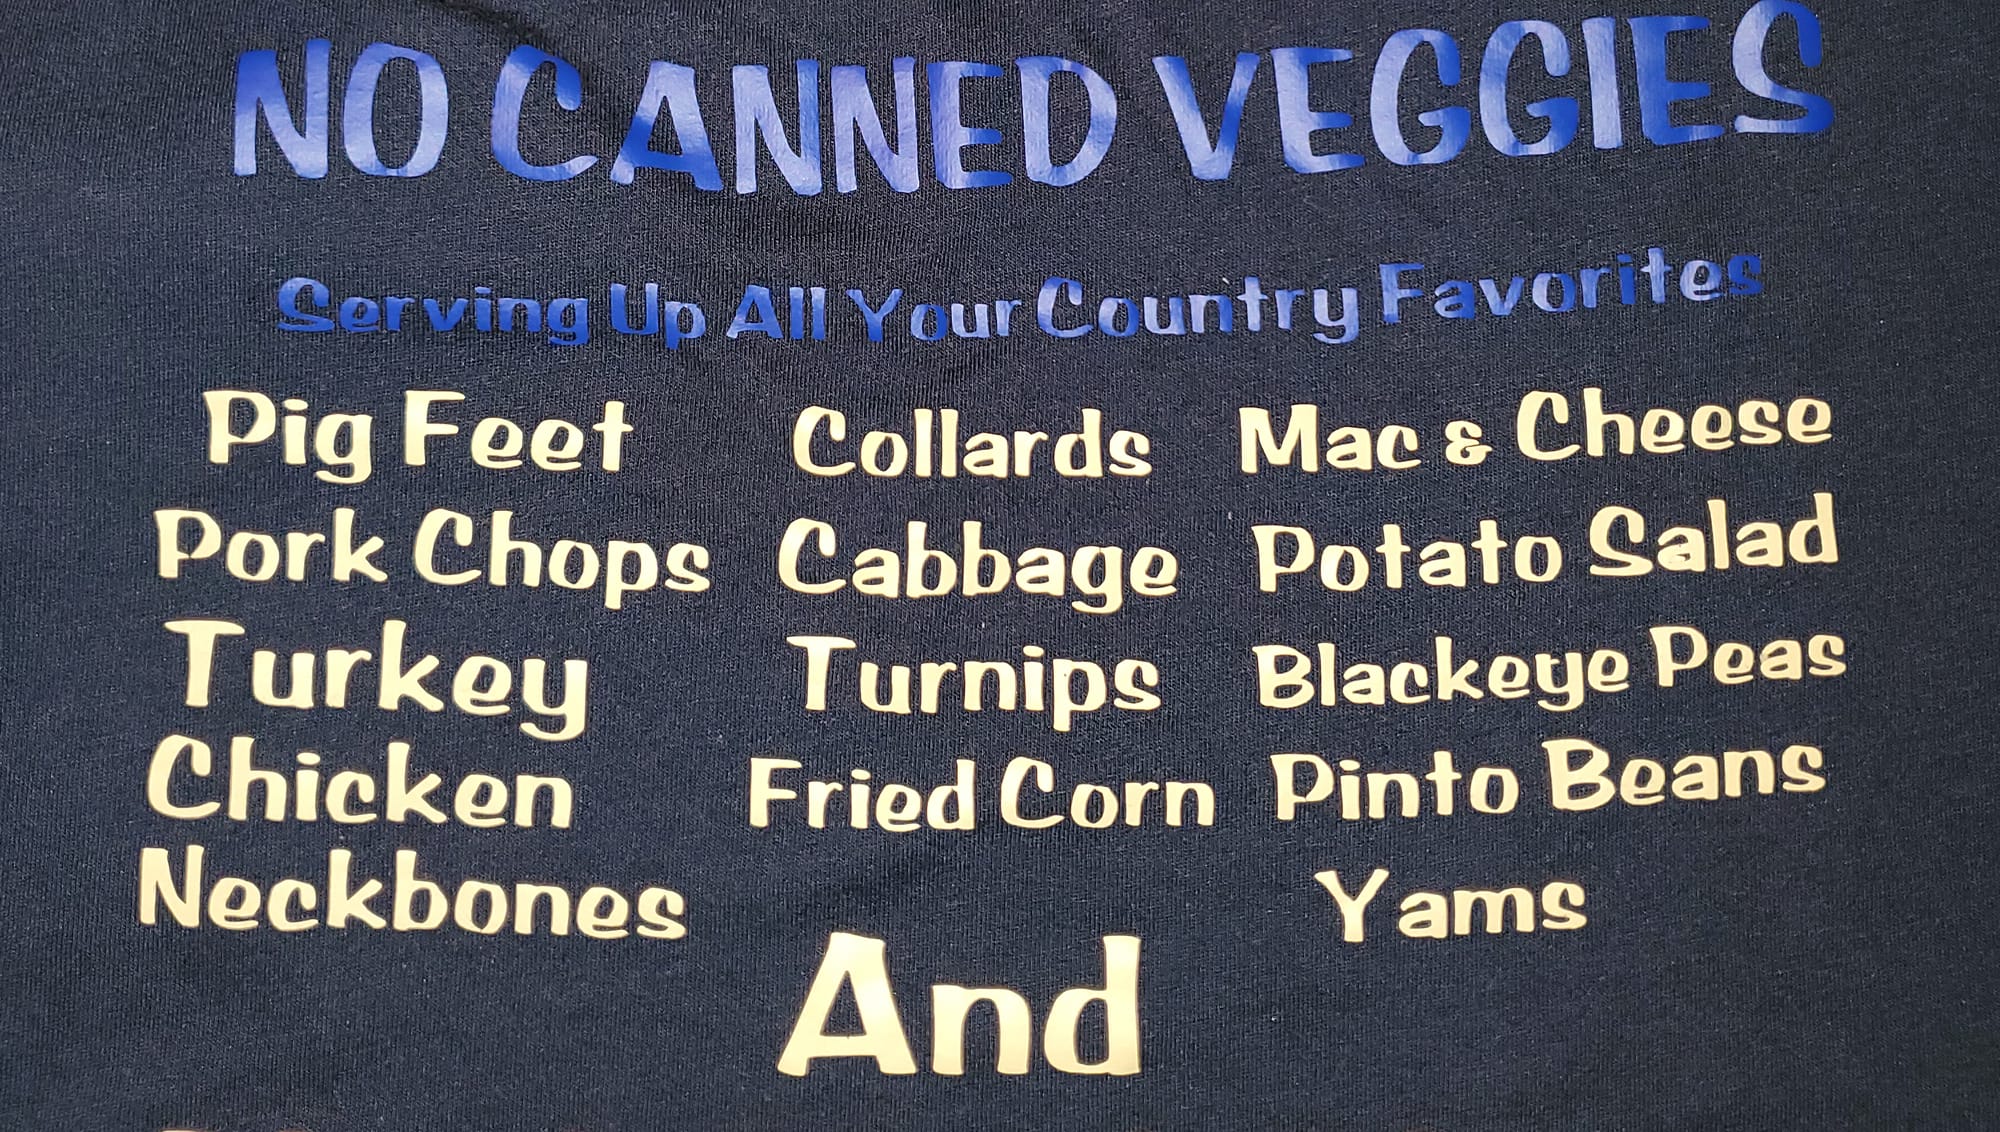 NO CANNED VEGGIES
Serving Up All Your Country Favorites
Pig Feet
Pork Chops
Turkey
Chicken
Neckbones
Collards
Cabbage
Turnips
Fried Corn
Mac & Cheese
Potato Salad
Blackeye Peas
Pinto Beans
Yams
And